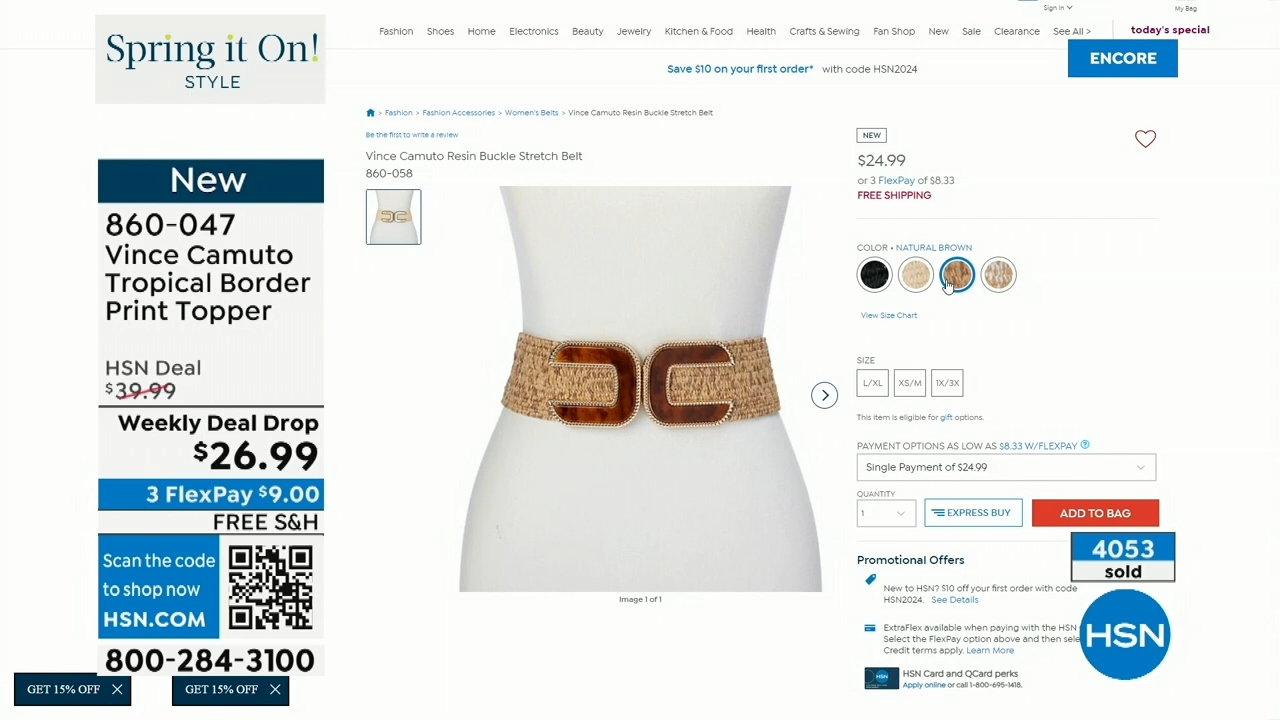 Spring it On!
STYLE
New
860-047
Vince Camuto
Tropical Border
Print Topper
HSN Deal
$39.99
Weekly Deal Drop
$26.99
3 FlexPay $9.00
FREE S&H
Scan the code
to shop now
HSN.COM
800-284-3100
GET 15% OFF
GET 15% OFF
Sign In
My Bag
Fashion Shoes Home Electronics Beauty Jewelry Kitchen & Food Health Crafts & Sewing Fan Shop New Sale Clearance See All > today's special
ENCORE
Save $10 on your first order* with code HSN2024
> Fashion > Fashion Accessories > Women's Belts > Vince Camuto Resin Buckle Stretch Belt
Be the first to write a review
Vince Camuto Resin Buckle Stretch Belt
860-058
Image 1 of 1
NEW
$24.99
or 3 FlexPay of $8.33
FREE SHIPPING
COLOR • NATURAL BROWN
View Size Chart
SIZE
L/XL XS/M 1X/3X
This item is eligible for gift options.
PAYMENT OPTIONS AS LOW AS $8.33 W/FLEXPAY ?
Single Payment of $24.99
QUANTITY
1
EXPRESS BUY
ADD TO BAG
Promotional Offers
4053
sold
New to HSN? $10 off your first order with code
HSN2024. See Details
ExtraFlex available when paying with the HSN
Select the FlexPay option above and then sele
Credit terms apply. Learn More
HSN
HSN
HSN Card and QCard perks
Apply online or call 1-800-695-1418.